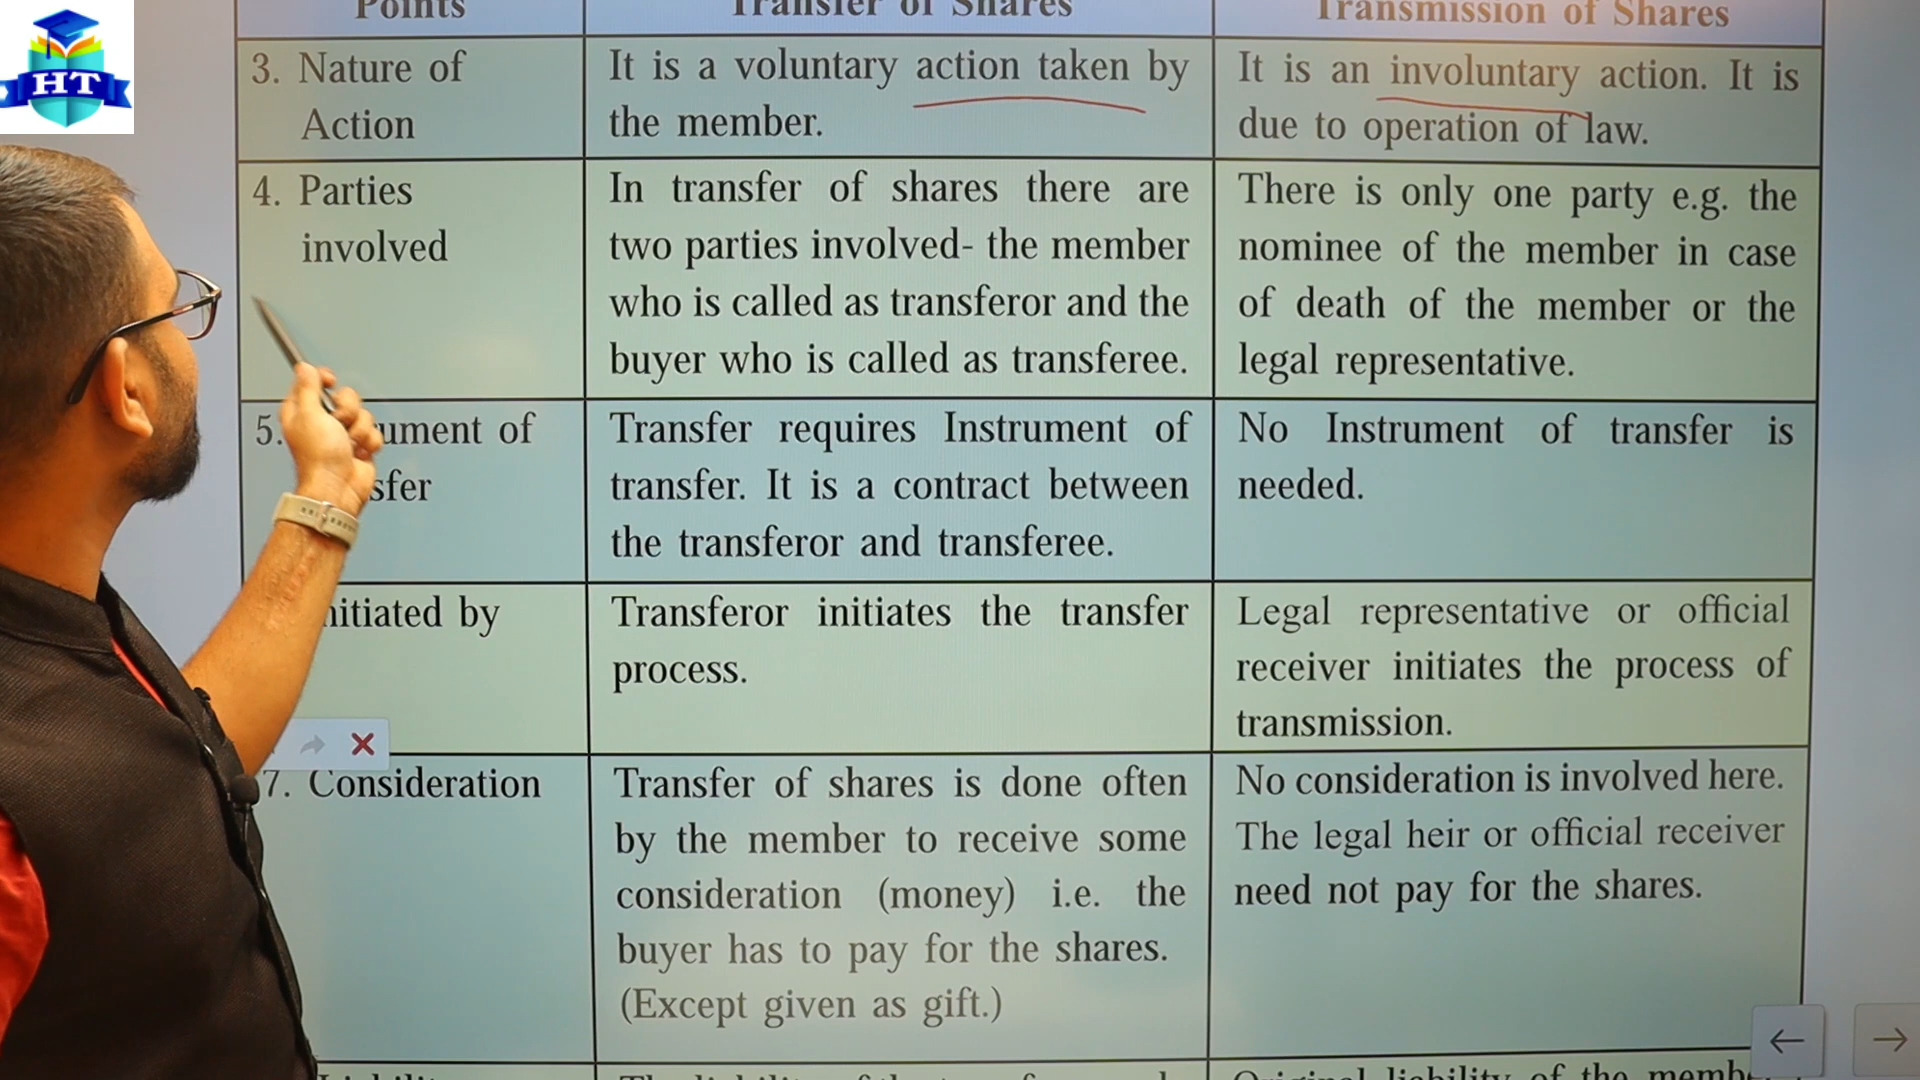 HT
Points
Transfer of Shares
Transmission of Shares
3. Nature of
Action
It is a voluntary action taken by
the member.
It is an involuntary action. It is
due to operation of law.
4. Parties
involved
In transfer of shares there are
two parties involved- the member
who is called as transferor and the
buyer who is called as transferee.
There is only one party e.g. the
nominee of the member in case
of death of the member or the
legal representative.
5. ument of
sfer
Transfer requires Instrument of
transfer. It is a contract between
the transferor and transferee.
No Instrument of transfer is
needed.
nitiated by
Transferor initiates the transfer
process.
Legal representative or official
receiver initiates the process of
transmission.
7. Consideration
Transfer of shares is done often
by the member to receive some
consideration (money) i.e. the
buyer has to pay for the shares.
(Except given as gift.)
No consideration is involved here.
The legal heir or official receiver
need not pay for the shares.
Original liability of the memb